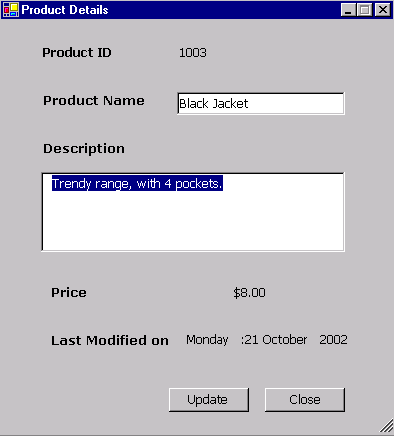 Product Details
Product ID 1003
Product Name Black Jacket
Description
Trendy range, with 4 pockets.
Price $8.00
Last Modified on Monday :21 October 2002
Update Close